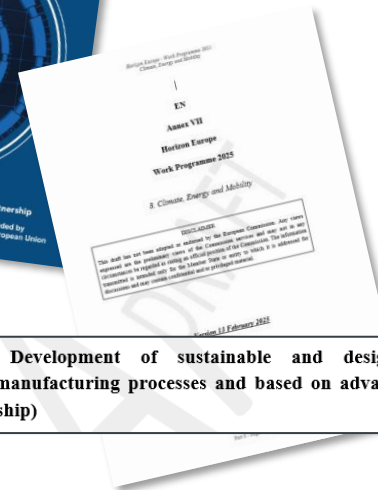 Horizon Europe - Work Programme 2025
Climate, Energy and Mobility
EN
Annex VII
Horizon Europe
Work Programme 2025
8. Climate, Energy and Mobility
DISCLAIMER
This draft has not been adopted or endorsed by the European Commission. Any views
expressed are the preliminary views of the Commission services and may not in any
circumstances be regarded as stating an official position of the Commission. The information
transmitted is intended only for the Member State or entity to which it is addressed for
discussions and may contain confidential and/or privileged material.
Version 13 February 2025
nership
ded by
ropean Union
DRAFT
Development of sustainable and desig
manufacturing processes and based on adva
ship)